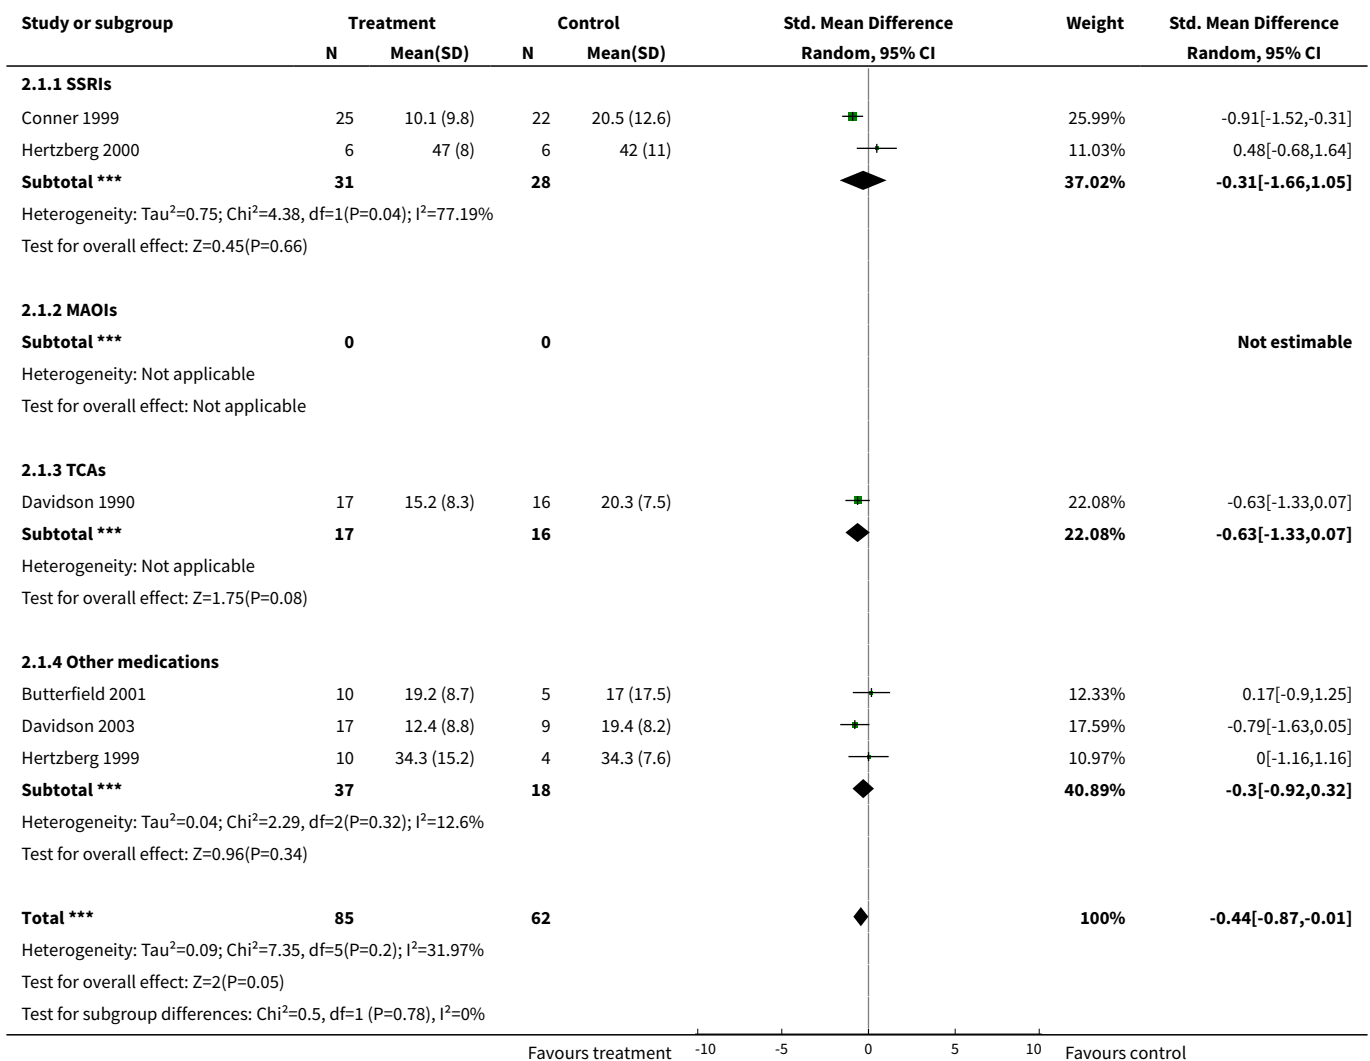 Study or subgroup Treatment Control Std. Mean Difference Weight Std. Mean Difference
N Mean(SD) N Mean(SD) Random, 95% CI Random, 95% CI
2.1.1 SSRIs
Conner 1999 25 10.1 (9.8) 22 20.5 (12.6) 25.99% -0.91[-1.52,-0.31]
Hertzberg 2000 6 47 (8) 6 42 (11) 11.03% 0.48[-0.68,1.64]
Subtotal *** 31 28 37.02% -0.31[-1.66,1.05]
Heterogeneity: Tau²=0.75; Chi²=4.38, df=1(P=0.04); I²=77.19%
Test for overall effect: Z=0.45(P=0.66)
2.1.2 MAOIs
Subtotal *** 0 0 Not estimable
Heterogeneity: Not applicable
Test for overall effect: Not applicable
2.1.3 TCAs
Davidson 1990 17 15.2 (8.3) 16 20.3 (7.5) 22.08% -0.63[-1.33,0.07]
Subtotal *** 17 16 22.08% -0.63[-1.33,0.07]
Heterogeneity: Not applicable
Test for overall effect: Z=1.75(P=0.08)
2.1.4 Other medications
Butterfield 2001 10 19.2 (8.7) 5 17 (17.5) 12.33% 0.17[-0.9,1.25]
Davidson 2003 17 12.4 (8.8) 9 19.4 (8.2) 17.59% -0.79[-1.63,0.05]
Hertzberg 1999 10 34.3 (15.2) 4 34.3 (7.6) 10.97% 0[-1.16,1.16]
Subtotal *** 37 18 40.89% -0.3[-0.92,0.32]
Heterogeneity: Tau²=0.04; Chi²=2.29, df=2(P=0.32); I²=12.6%
Test for overall effect: Z=0.96(P=0.34)
Total *** 85 62 100% -0.44[-0.87,-0.01]
Heterogeneity: Tau²=0.09; Chi²=7.35, df=5(P=0.2); I²=31.97%
Test for overall effect: Z=2(P=0.05)
Test for subgroup differences: Chi²=0.5, df=1 (P=0.78), I²=0%
Favours treatment -10 -5 0 5 10 Favours control